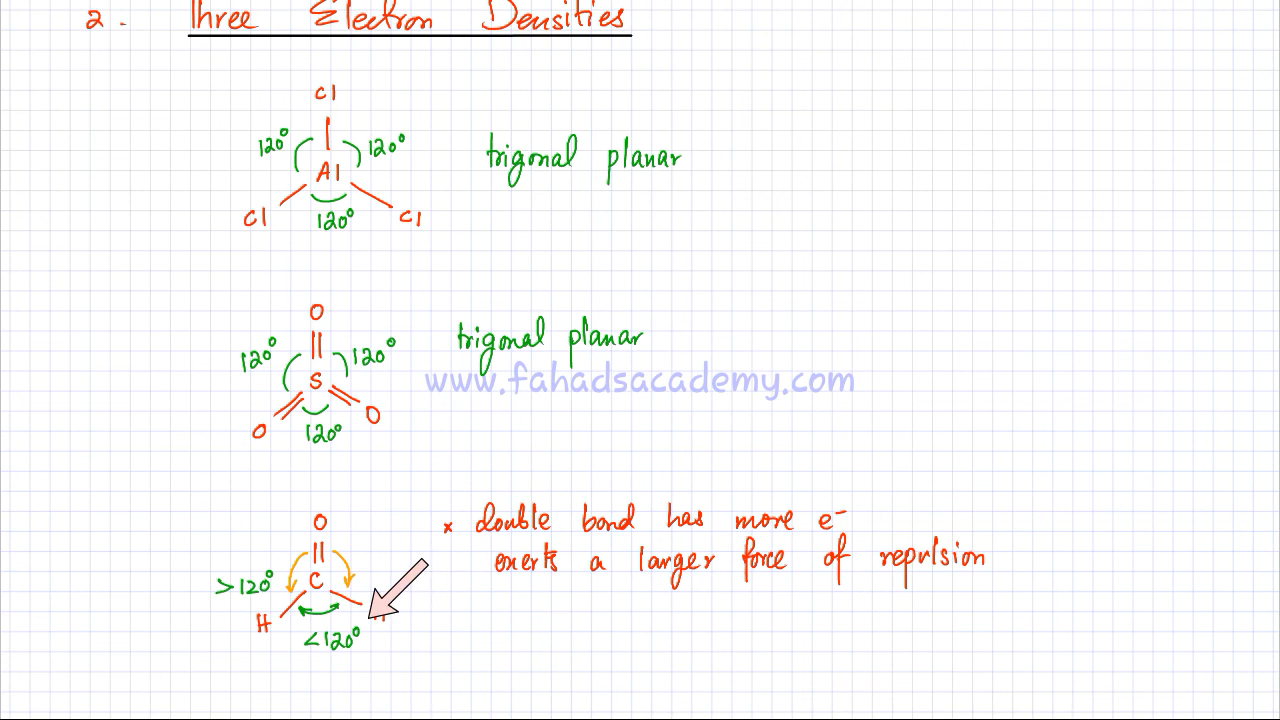 2. Three Electron Densities
Cl
120° 120°
Al
trigonal planar
Cl 120° Cl
O
120° 120°
trigonal planar
S
www.fahadsacademy.com
O 120° O
O
× double bond has more e⁻
exerts a larger force of repulsion
>120° C
H
<120°